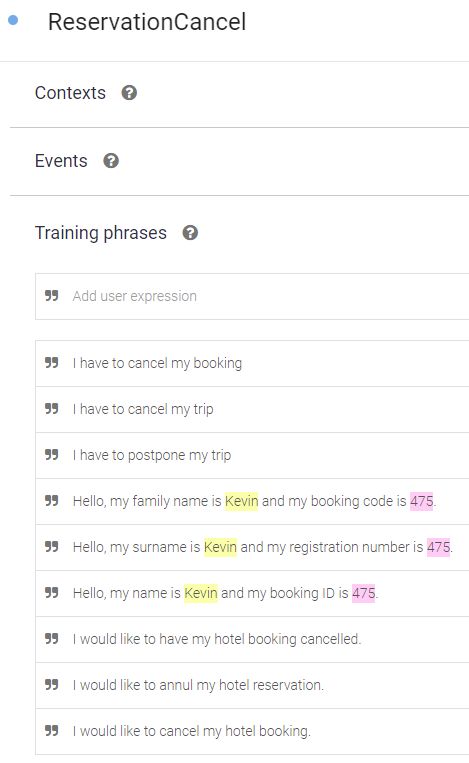 ReservationCancel
Contexts ?
Events ?
Training phrases ?
Add user expression
I have to cancel my booking
I have to cancel my trip
I have to postpone my trip
Hello, my family name is Kevin and my booking code is 475.
Hello, my surname is Kevin and my registration number is 475.
Hello, my name is Kevin and my booking ID is 475.
I would like to have my hotel booking cancelled.
I would like to annul my hotel reservation.
I would like to cancel my hotel booking.